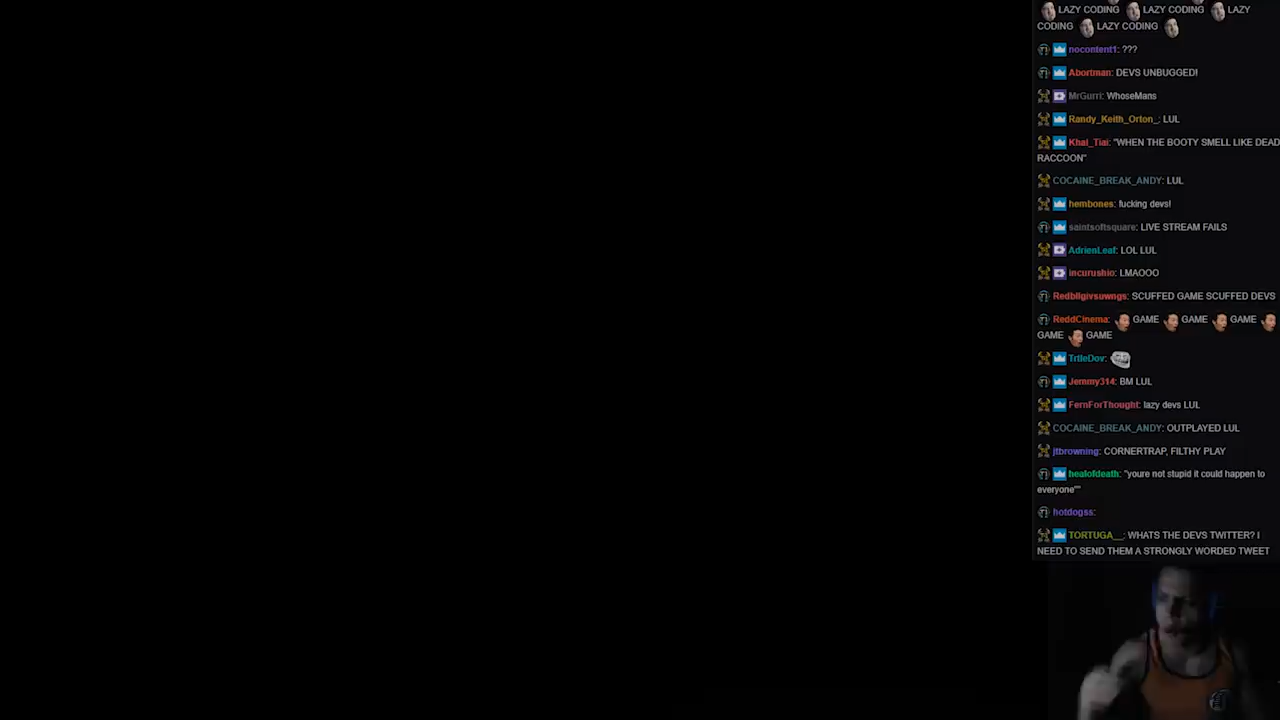 LAZY CODING LAZY CODING LAZY
CODING LAZY CODING
nocontent1: ???
Abortman: DEVS UNBUGGED!
MrGurri: WhoseMans
Randy_Keith_Orton_: LUL
Khal_Tiai: "WHEN THE BOOTY SMELL LIKE DEAD
RACCOON"
COCAINE_BREAK_ANDY: LUL
hembones: fucking devs!
saintsoftsquare: LIVE STREAM FAILS
AdrienLeaf: LOL LUL
incurushio: LMAOOO
Redbllgivsuwngs: SCUFFED GAME SCUFFED DEVS
ReddCinema: GAME GAME GAME
GAME GAME
TrtleDov:
Jemmy314: BM LUL
FernForThought: lazy devs LUL
COCAINE_BREAK_ANDY: OUTPLAYED LUL
jtbrowning: CORNERTRAP, FILTHY PLAY
healofdeath: "youre not stupid it could happen to
everyone""
hotdogss:
TORTUGA__: WHATS THE DEVS TWITTER? I
NEED TO SEND THEM A STRONGLY WORDED TWEET